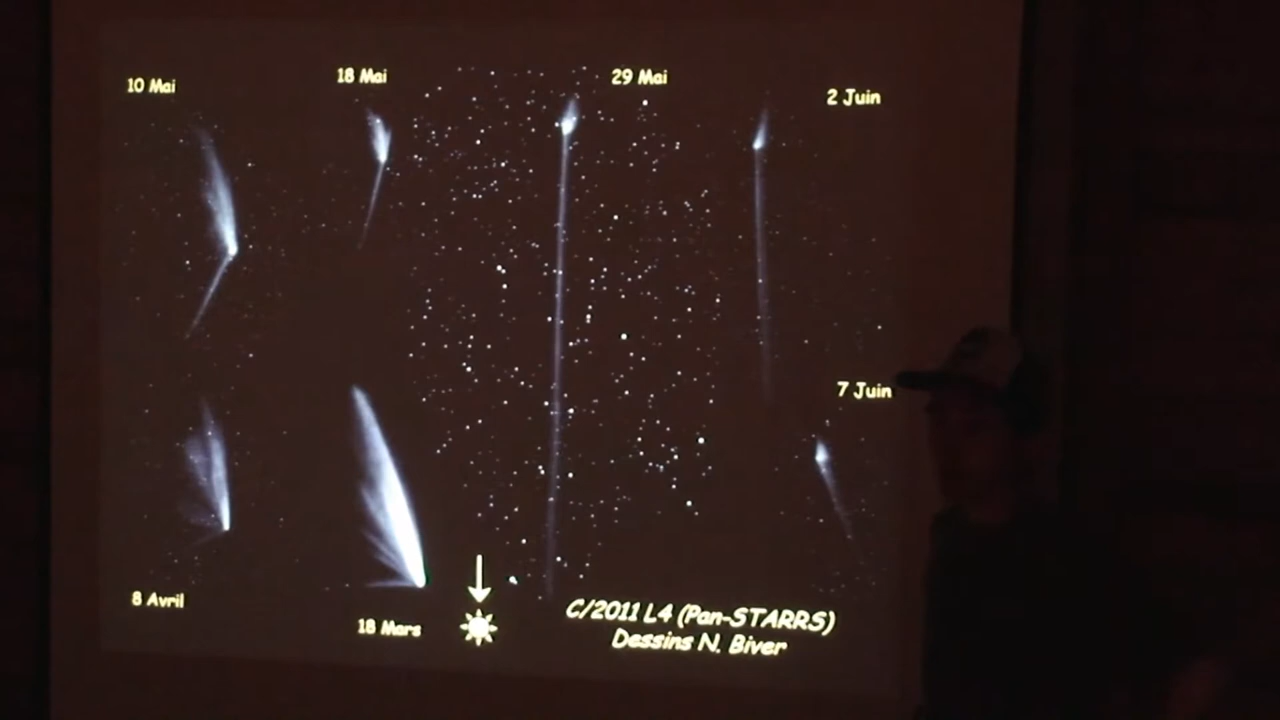 10 Mai
18 Mai
29 Mai
2 Juin
7 Juin
8 Avril
18 Mars
C/2011 L4 (Pan-STARRS)
Dessins N. Biver